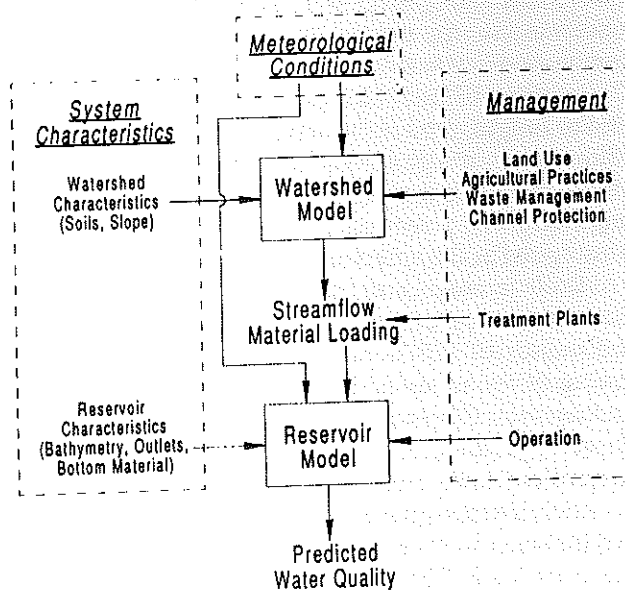 Meteorological
Conditions
System
Characteristics
Management
Watershed
Characteristics
(Soils, Slope)
Watershed
Model
Land Use
Agricultural Practices
Waste Management
Channel Protection
Streamflow
Material Loading
Treatment Plants
Reservoir
Characteristics
(Bathymetry, Outlets,
Bottom Material)
Reservoir
Model
Operation
Predicted
Water Quality